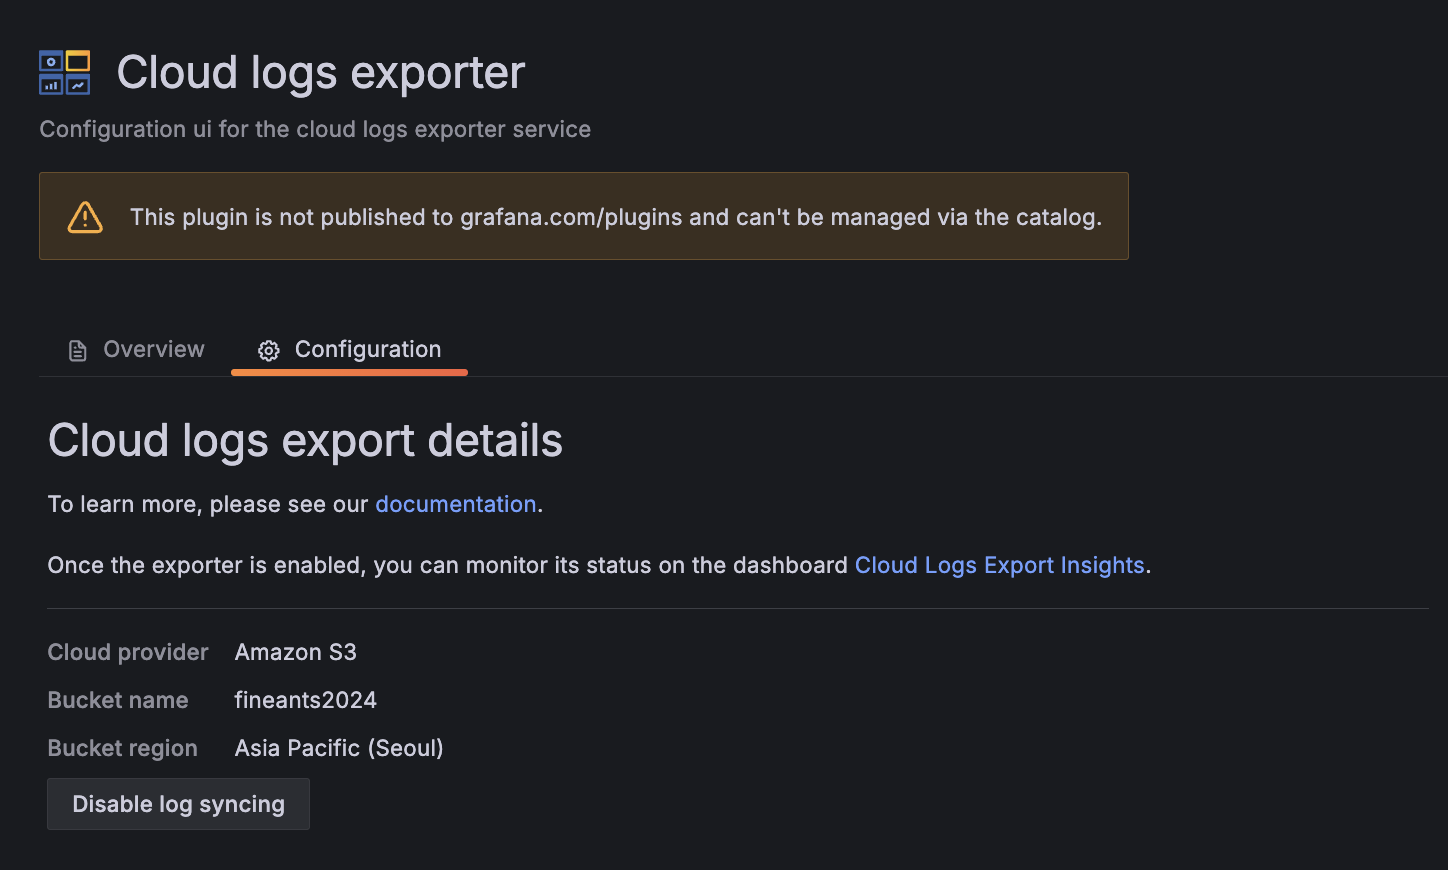 Cloud logs exporter
Configuration ui for the cloud logs exporter service
This plugin is not published to grafana.com/plugins and can't be managed via the catalog.
Overview Configuration
Cloud logs export details
To learn more, please see our documentation.
Once the exporter is enabled, you can monitor its status on the dashboard Cloud Logs Export Insights.
Cloud provider Amazon S3
Bucket name fineants2024
Bucket region Asia Pacific (Seoul)
Disable log syncing